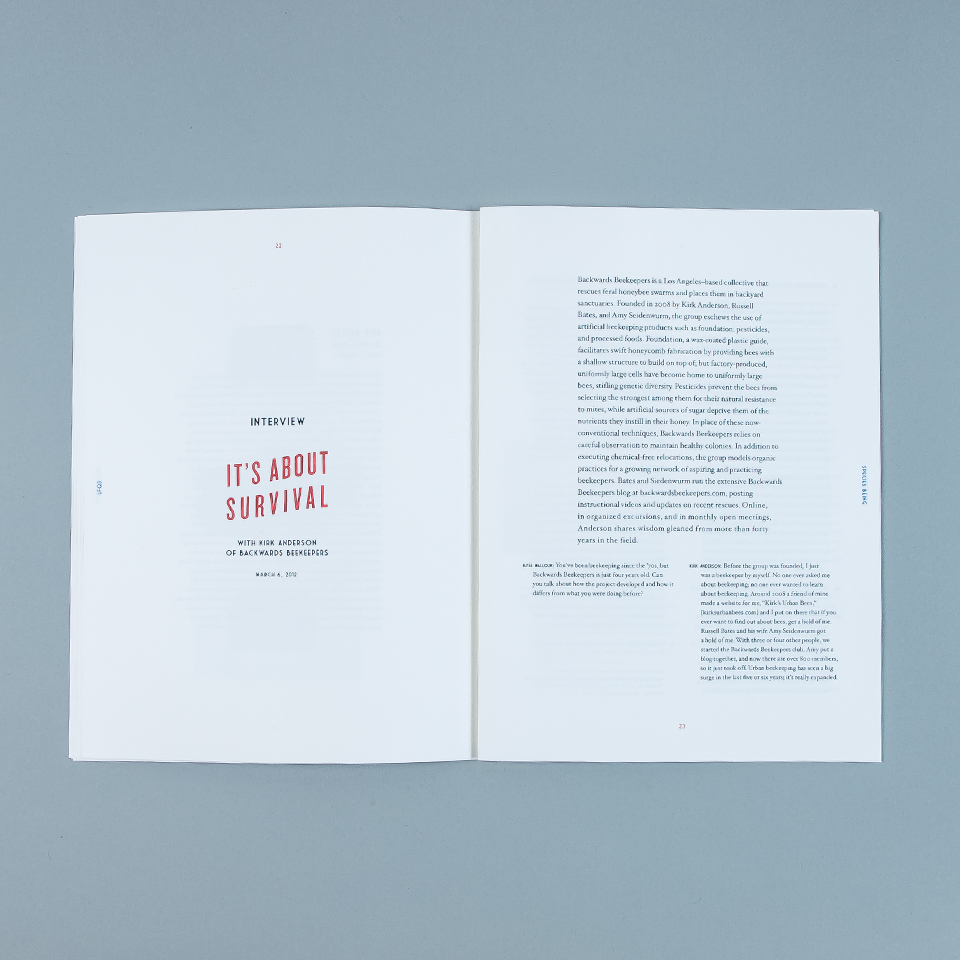 22
INTERVIEW
IT'S ABOUT
SURVIVAL
WITH KIRK ANDERSON
OF BACKWARDS BEEKEEPERS
MARCH 6, 2012
Backwards Beekeepers is a Los Angeles–based collective that
rescues feral honeybee swarms and places them in backyard
sanctuaries. Founded in 2008 by Kirk Anderson, Russell
Bates, and Amy Seidenwurm, the group eschews the use of
artificial beekeeping products such as foundation, pesticides,
and processed foods. Foundation, a wax-coated plastic guide,
facilitates swift honeycomb fabrication by providing bees with
a shallow structure to build on top of; but factory-produced,
uniformly large cells have become home to uniformly large
bees, stifling genetic diversity. Pesticides prevent the bees from
selecting the strongest among them for their natural resistance
to mites, while artificial sources of sugar deprive them of the
nutrients they instill in their honey. In place of these now-
conventional techniques, Backwards Beekeepers relies on
careful observation to maintain healthy colonies. In addition to
executing chemical-free relocations, the group models organic
practices for a growing network of aspiring and practicing
beekeepers. Bates and Siedenwurm run the extensive Backwards
Beekeepers blog at backwardsbeekeepers.com, posting
instructional videos and updates on recent rescues. Online,
in organized excursions, and in monthly open meetings,
Anderson shares wisdom gleaned from more than forty
years in the field.
You've been beekeeping since the '70s, but
Backwards Beekeepers is just four years old. Can
you talk about how the project developed and how it
differs from what you were doing before?
KIRK ANDERSON: Before the group was founded, I just
was a beekeeper by myself. No one ever asked me
about beekeeping; no one ever wanted to learn
about beekeeping. Around 2008 a friend of mine
made a website for me, "Kirk's Urban Bees,"
[kirksurbanbees.com] and I put on there that if you
ever want to find out about bees, get a hold of me.
Russell Bates and his wife Amy Seidenwurm got
a hold of me. With three or four other people, we
started the Backwards Beekeepers club. Amy put a
blog together, and now there are over 800 members,
so it just took off. Urban beekeeping has seen a big
surge in the last five or six years; it's really expanded.
23
SPECIES BEING